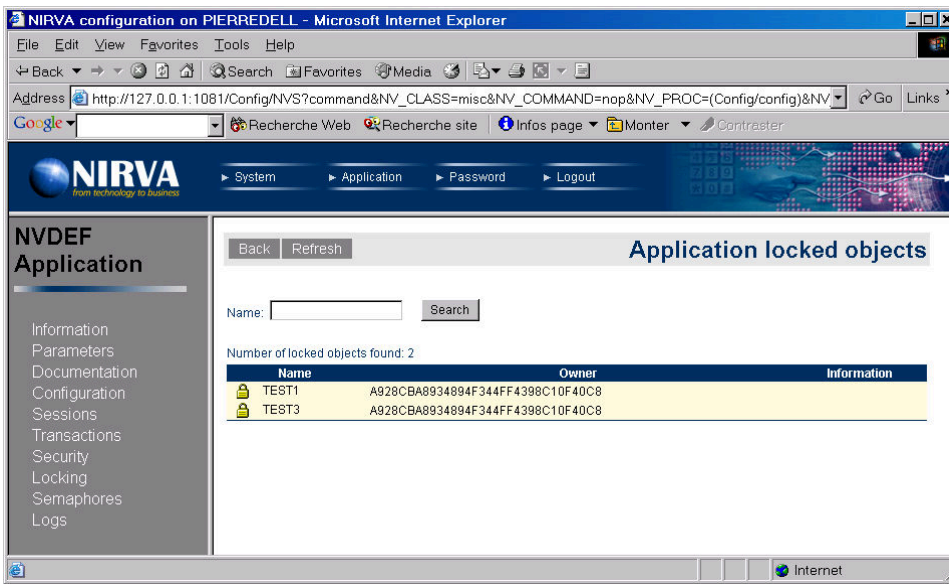 NIRVA configuration on PIERREDELL - Microsoft Internet Explorer
File Edit View Favorites Tools Help
Back Search Favorites Media
Address http://127.0.0.1:1081/Config/NVS?command&NV_CLASS=misc&NV_COMMAND=nop&NV_PROC=(Config/config)&NV_ Go Links
Google Recherche Web Recherche site Infos page Monter Contraster
NIRVA
from technology to business
System Application Password Logout
NVDEF
Application
Information
Parameters
Documentation
Configuration
Sessions
Transactions
Security
Locking
Semaphores
Logs
Back Refresh Application locked objects
Name: Search
Number of locked objects found: 2
Name Owner Information
TEST1 A928CBA8934894F344FF4398C10F40C8
TEST3 A928CBA8934894F344FF4398C10F40C8
Internet